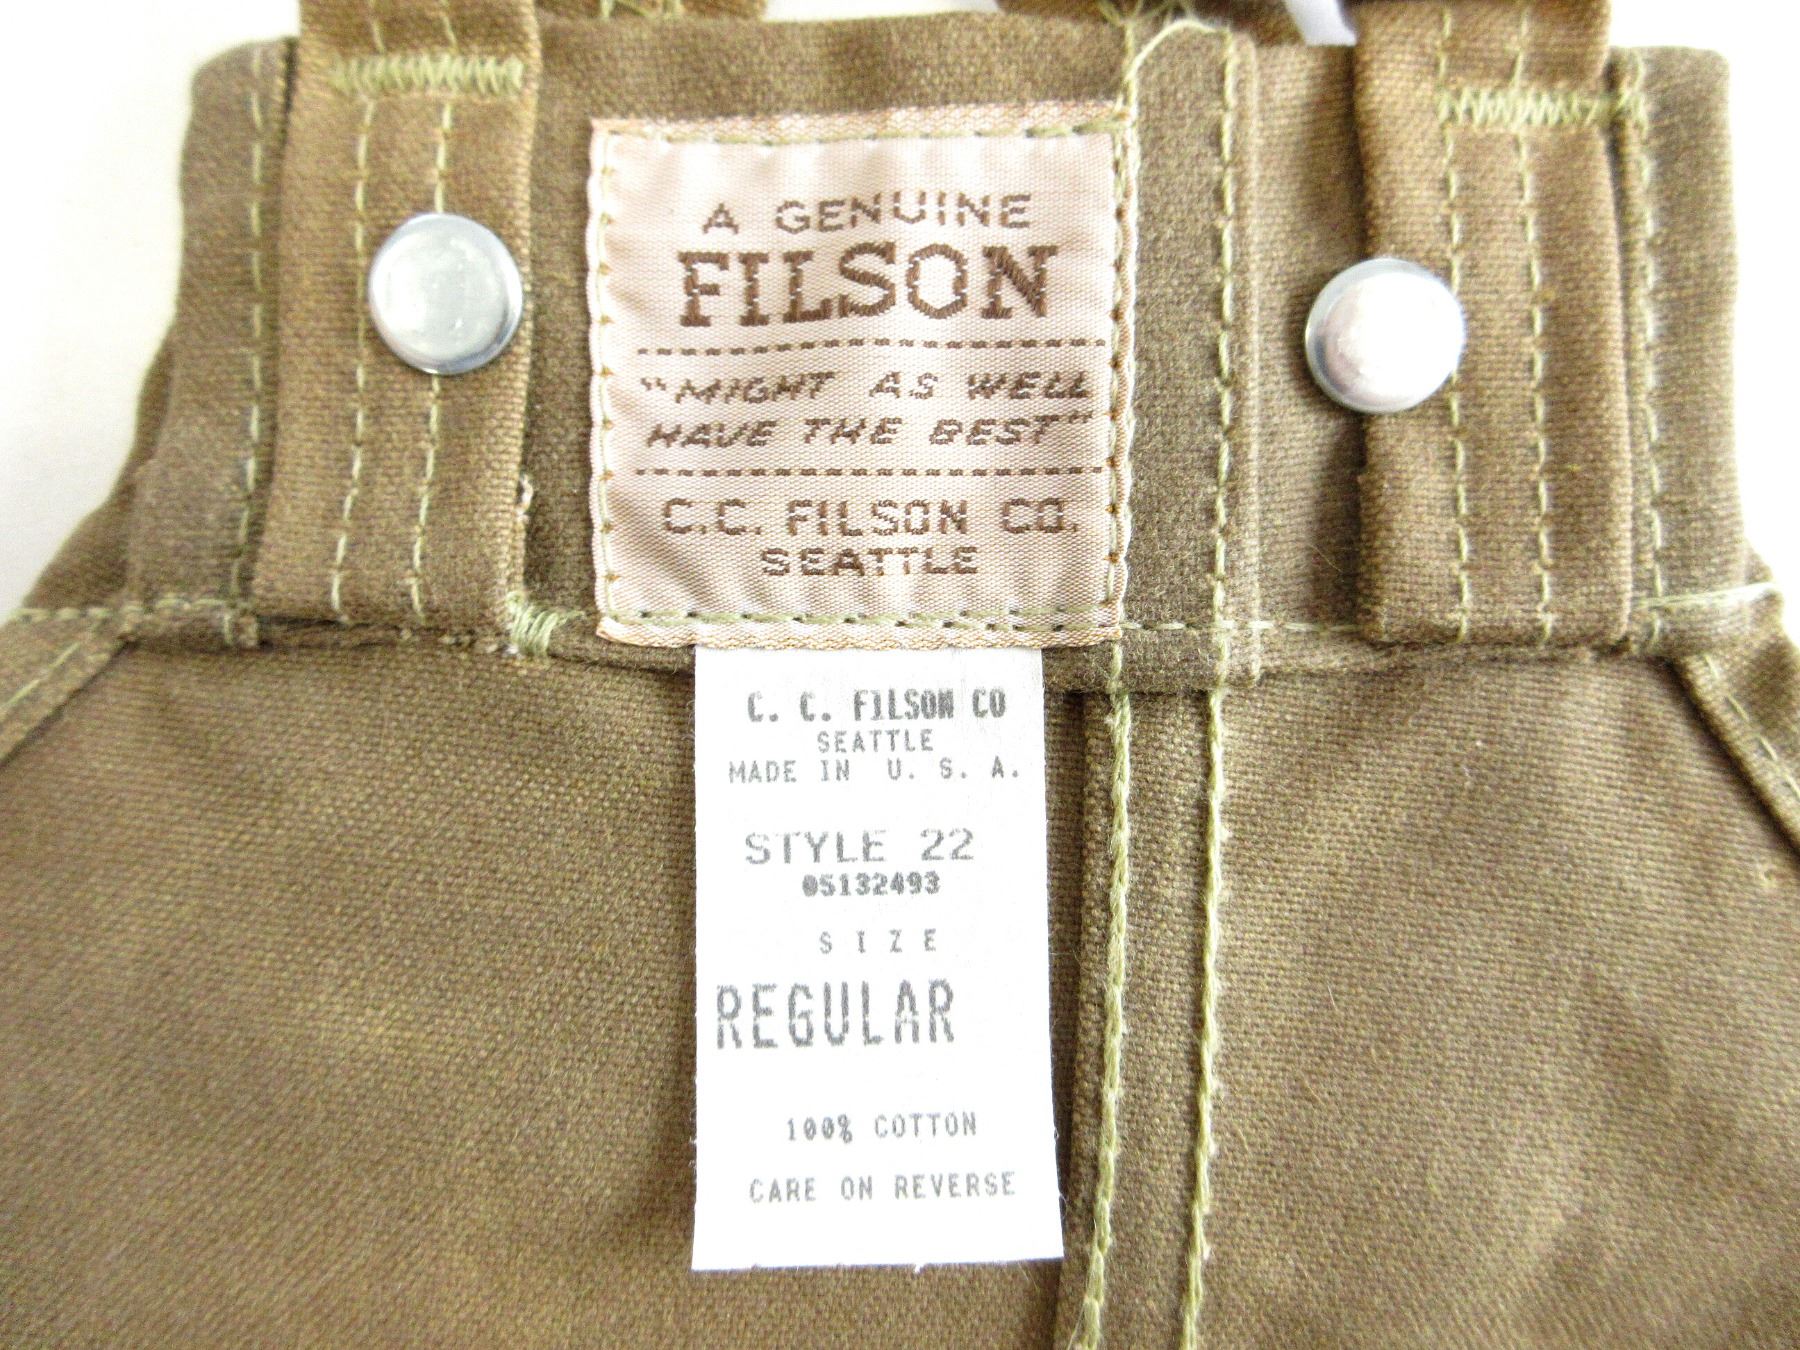 A GENUINE
FILSON
"MIGHT AS WELL
HAVE THE BEST"
C.C. FILSON CO.
SEATTLE
C. C. FILSON CO
SEATTLE
MADE IN U. S. A.
STYLE 22
05132493
SIZE
REGULAR
100% COTTON
CARE ON REVERSE